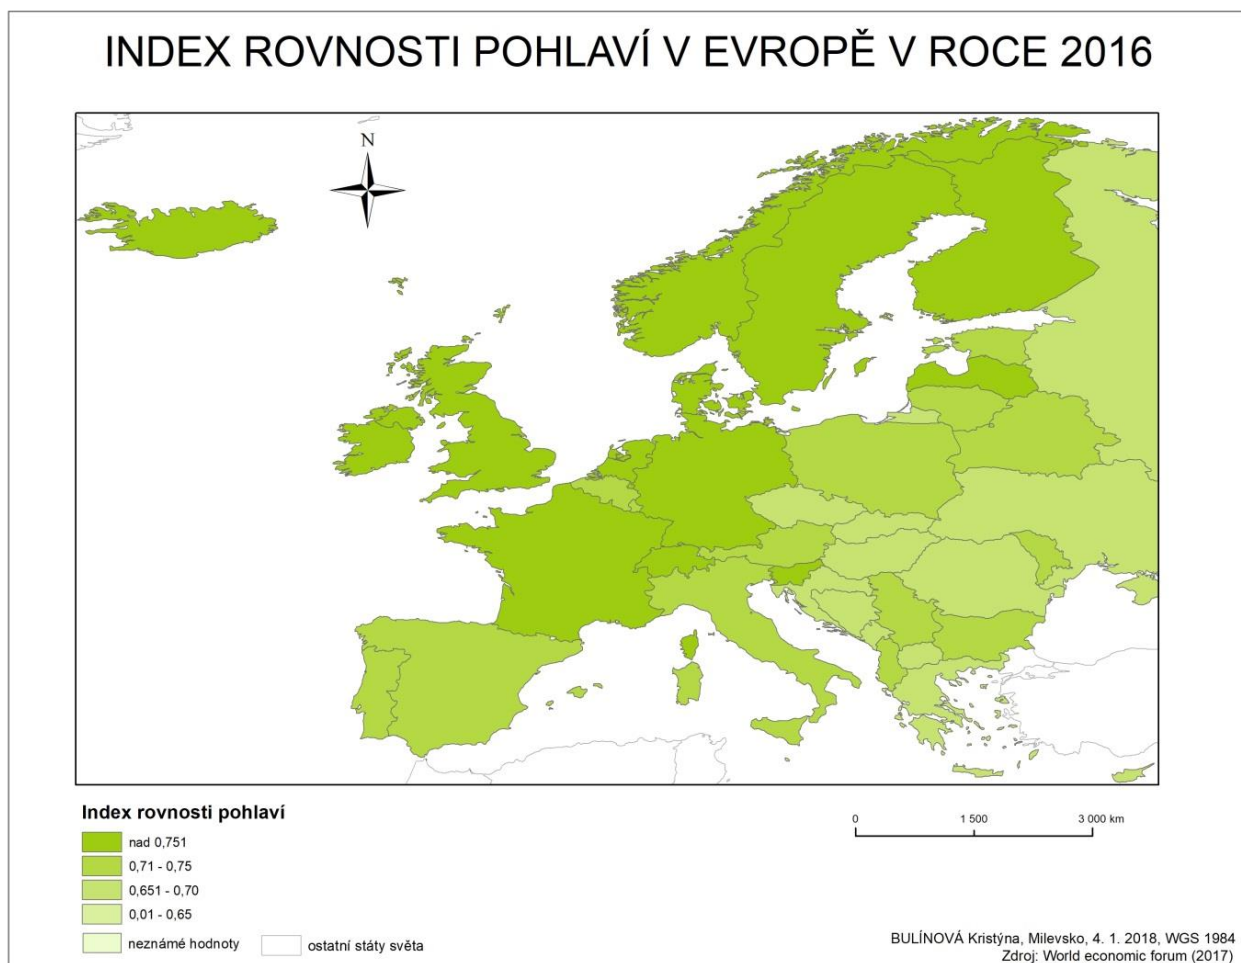 INDEX ROVNOSTI POHLAVÍ V EVROPĚ V ROCE 2016
N
Index rovnosti pohlaví
nad 0,751
0,71 - 0,75
0,651 - 0,70
0,01 - 0,65
neznámé hodnoty
ostatní státy světa
0 1 500 3 000 km
BULÍNOVÁ Kristýna, Milevsko, 4. 1. 2018, WGS 1984
Zdroj: World economic forum (2017)